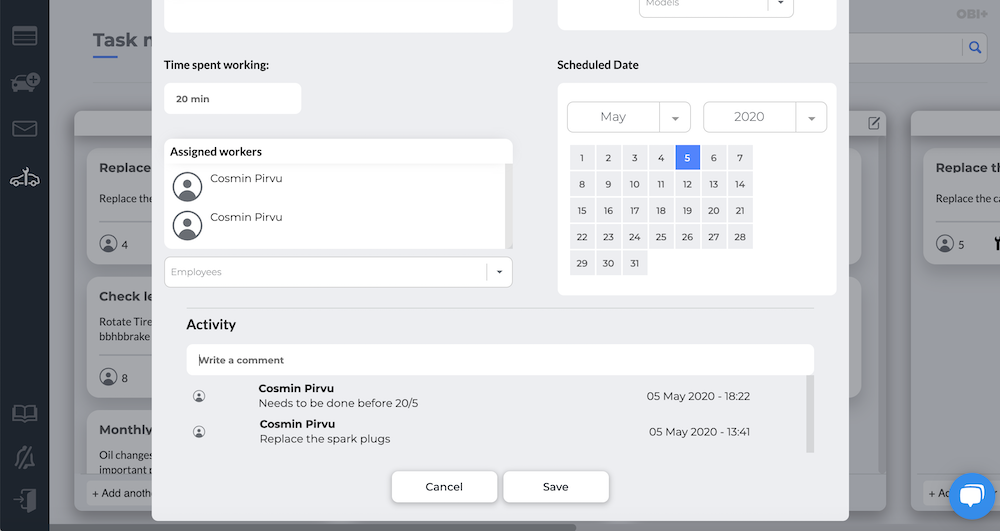 OBI+
Models
Task m
Time spent working:
Scheduled Date
20 min
May
2020
Assigned workers
Cosmin Pirvu
Cosmin Pirvu
1 2 3 4 5 6 7
8 9 10 11 12 13 14
15 16 17 18 19 20 21
22 23 24 25 26 27 28
29 30 31
Employees
Activity
Write a comment
Cosmin Pirvu
05 May 2020 - 18:22
Needs to be done before 20/5
Cosmin Pirvu
05 May 2020 - 13:41
Replace the spark plugs
Cancel
Save
Replace
Replace the
4
Check le
Rotate Tire
bbhbbrake
8
Monthly
Oil changes
important p
+ Add anoth
Replace th
Replace the ca
5
+ Ad